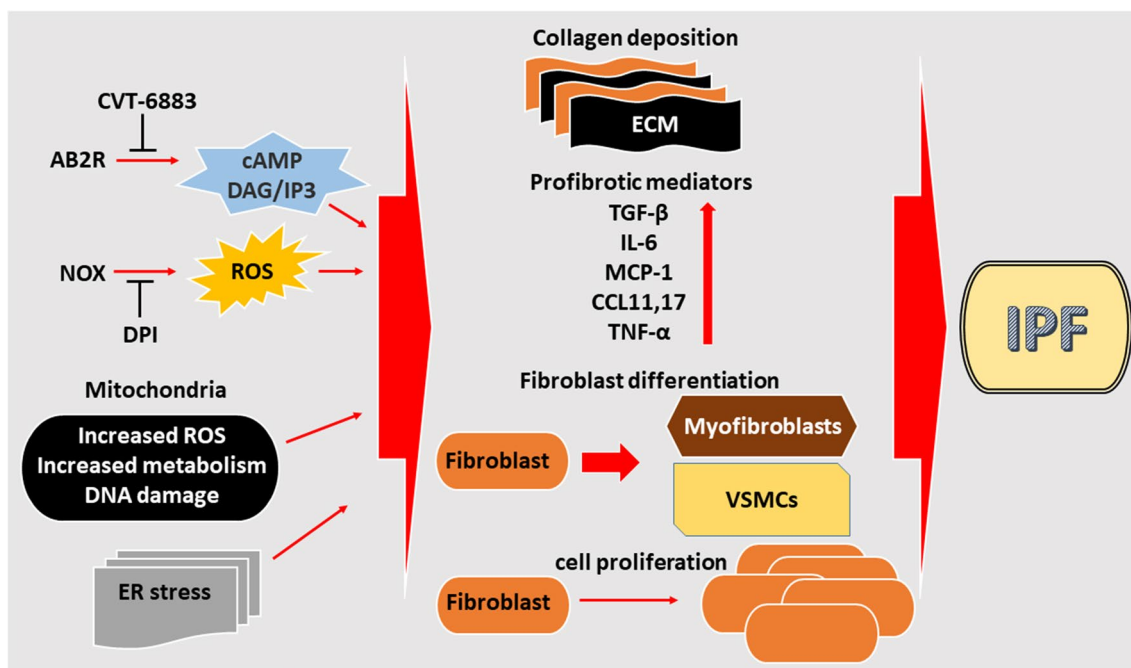 CVT-6883
AB2R
cAMP
DAG/IP3
NOX
ROS
DPI
Mitochondria
Increased ROS
Increased metabolism
DNA damage
ER stress
Collagen deposition
ECM
Profibrotic mediators
TGF-β
IL-6
MCP-1
CCL11,17
TNF-α
Fibroblast differentiation
Fibroblast
Myofibroblasts
VSMCs
cell proliferation
Fibroblast
IPF